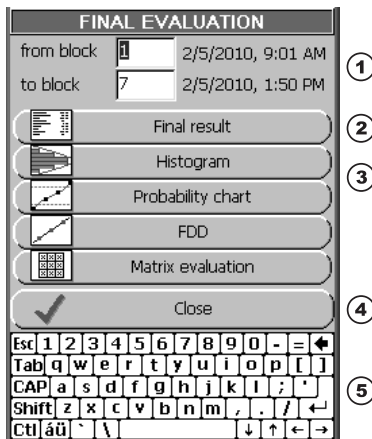 FINAL EVALUATION
from block 1 2/5/2010, 9:01 AM
1
to block 7 2/5/2010, 1:50 PM
Final result
2
Histogram
3
Probability chart
FDD
Matrix evaluation
Close
4
Esc 1 2 3 4 5 6 7 8 9 0 - =
Tab q w e r t y u i o p [ ]
CAP a s d f g h j k l ; '
5
Shift z x c v b n m , . /
Ctl áü ` \ ↓ ↑ ← →